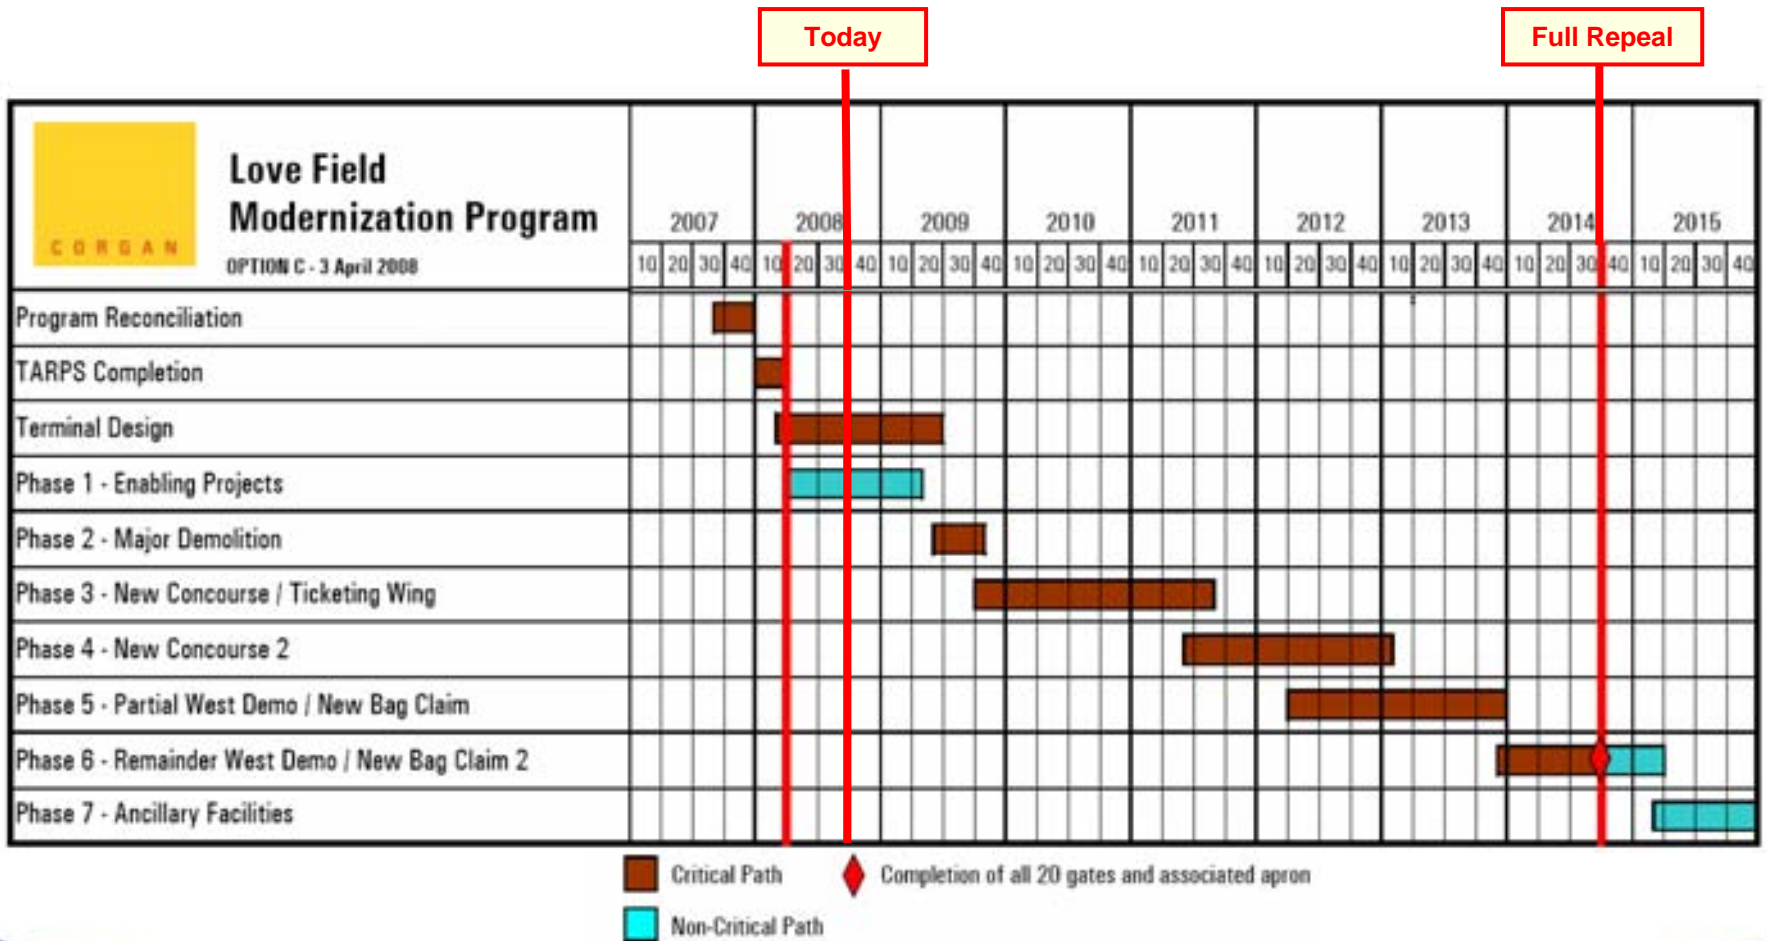 Today
Full Repeal
CORGAN
Love Field
Modernization Program
OPTION C - 3 April 2008
2007 2008 2009 2010 2011 2012 2013 2014 2015
1Q 2Q 3Q 4Q 1Q 2Q 3Q 4Q 1Q 2Q 3Q 4Q 1Q 2Q 3Q 4Q 1Q 2Q 3Q 4Q 1Q 2Q 3Q 4Q 1Q 2Q 3Q 4Q 1Q 2Q 3Q 4Q 1Q 2Q 3Q 4Q
Program Reconciliation
TARPS Completion
Terminal Design
Phase 1 - Enabling Projects
Phase 2 - Major Demolition
Phase 3 - New Concourse / Ticketing Wing
Phase 4 - New Concourse 2
Phase 5 - Partial West Demo / New Bag Claim
Phase 6 - Remainder West Demo / New Bag Claim 2
Phase 7 - Ancillary Facilities
Critical Path
Completion of all 20 gates and associated apron
Non-Critical Path